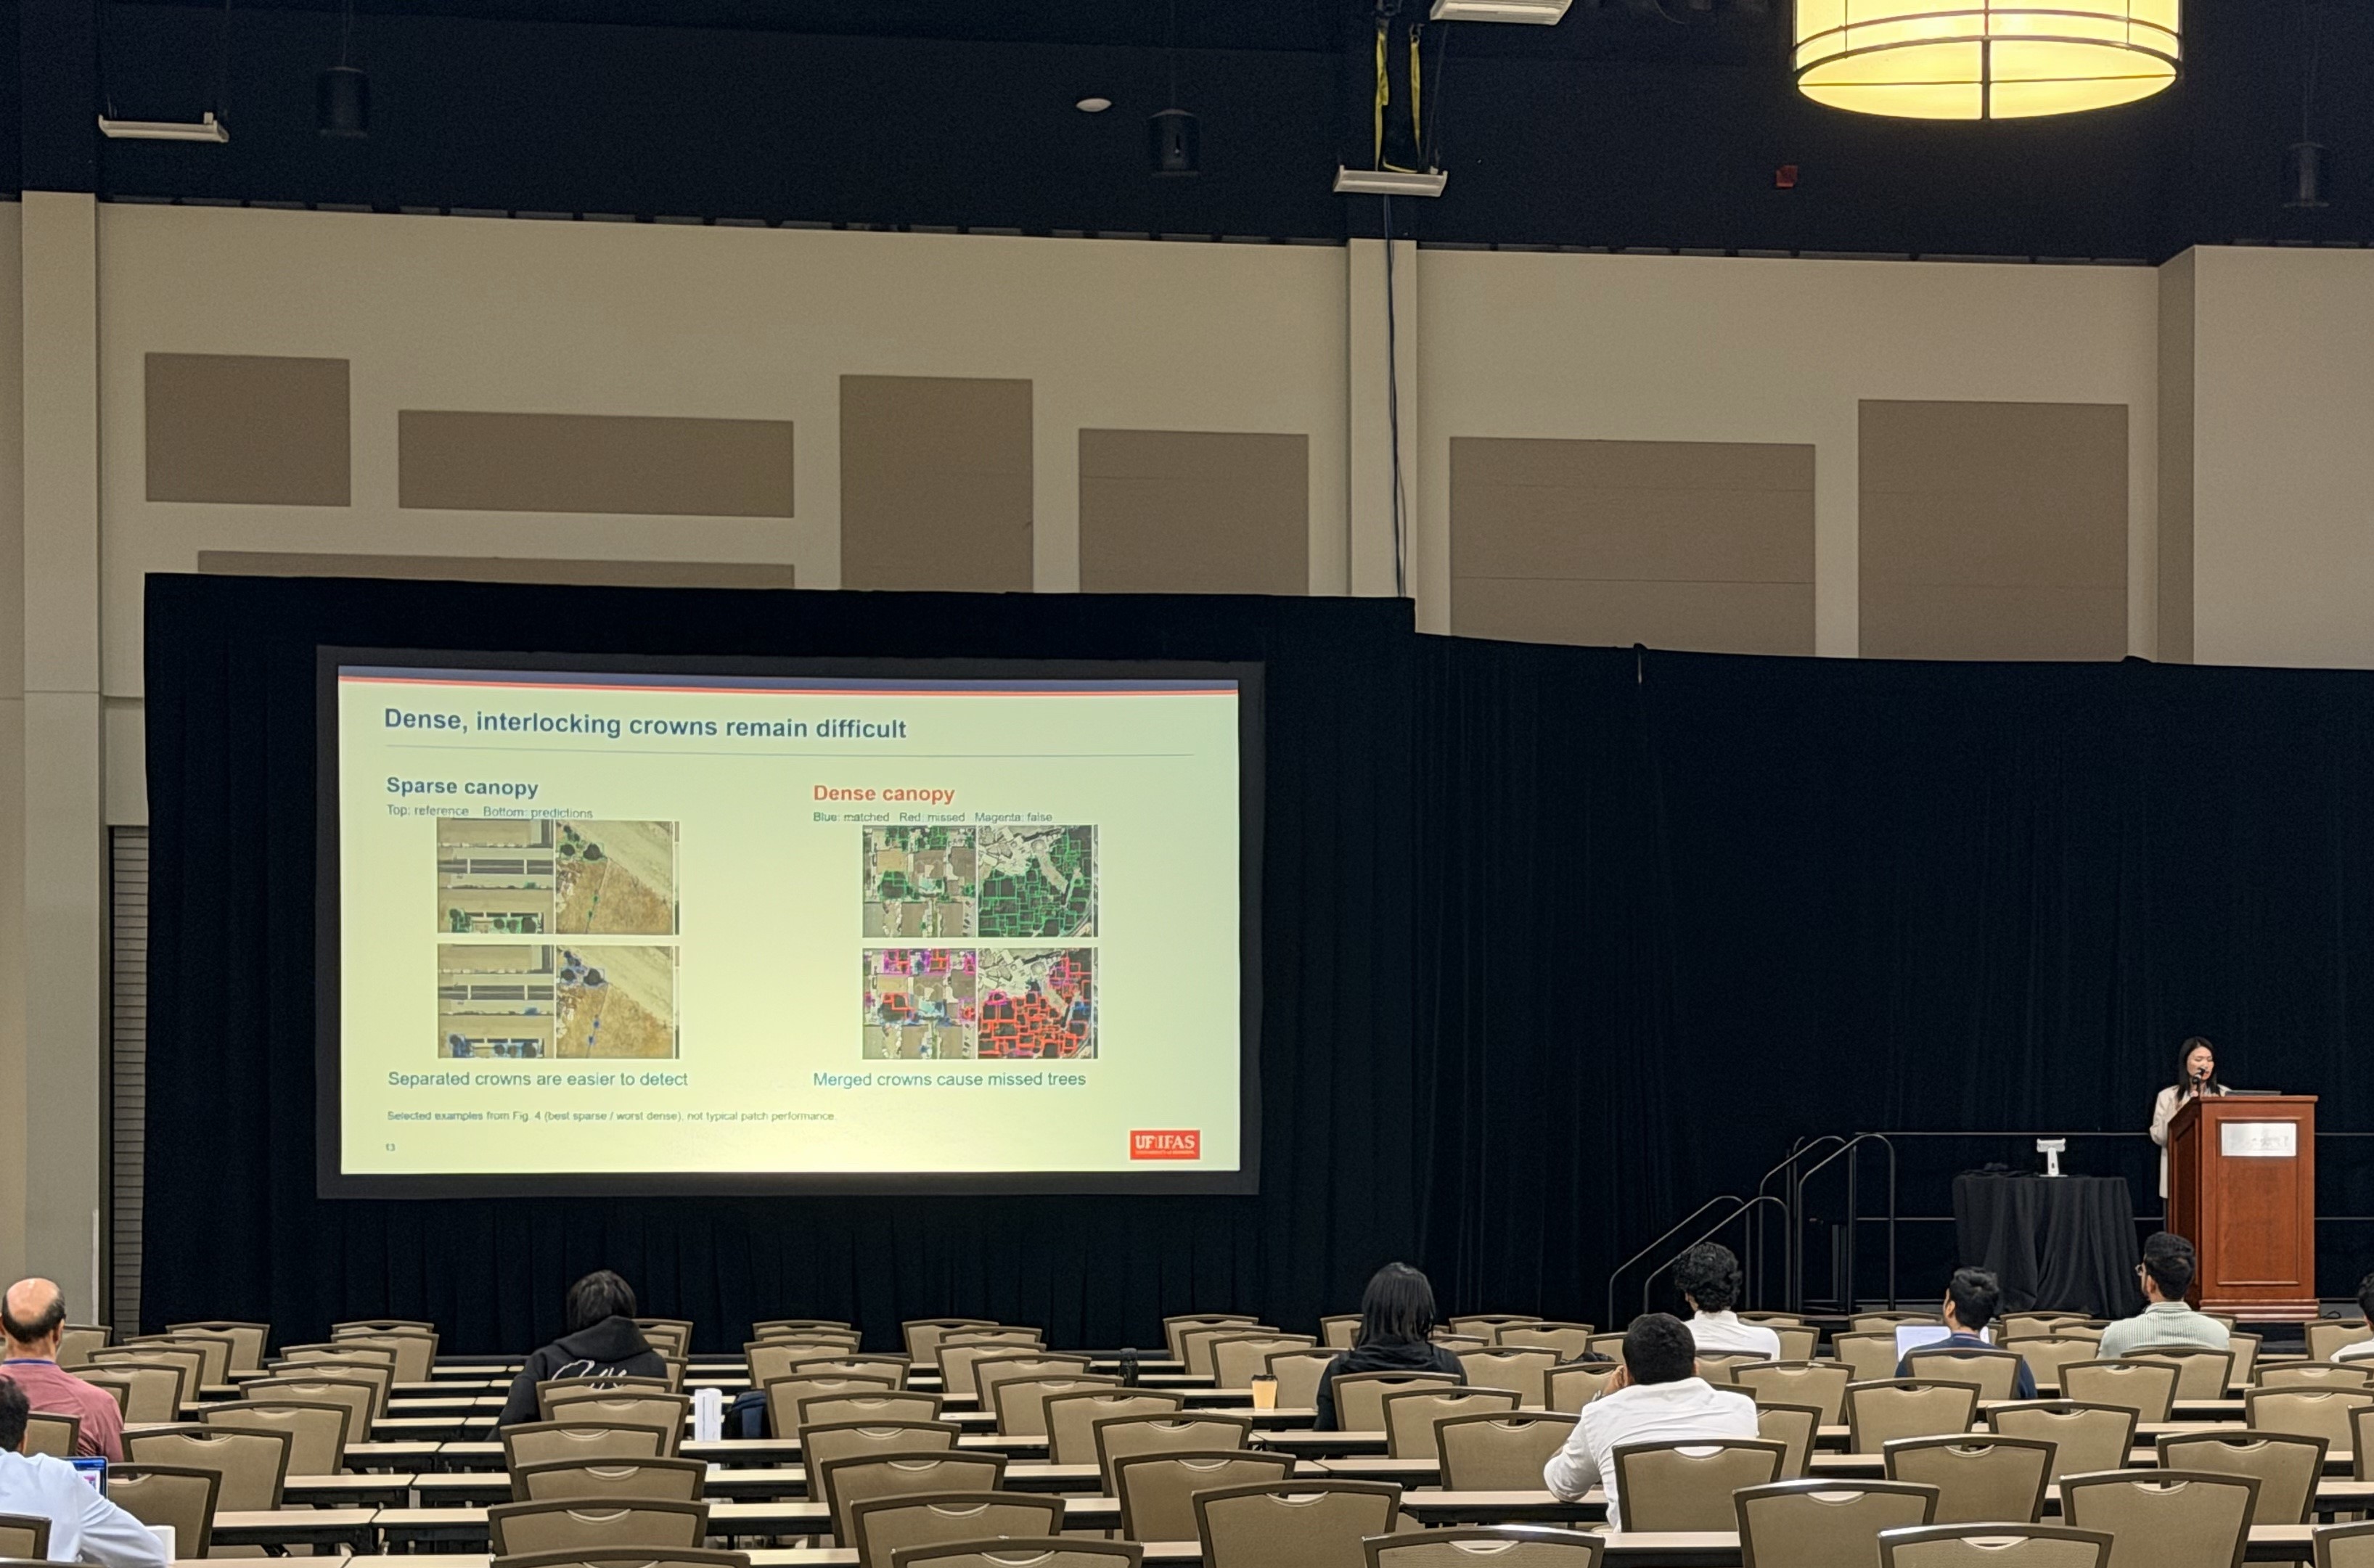 Dense, interlocking crowns remain difficult
Sparse canopy
Top: reference Bottom: predictions
Dense canopy
Blue: matched Red: missed Magenta: false
Separated crowns are easier to detect
Merged crowns cause missed trees
Selected examples from Fig. 4 (best sparse / worst dense), not typical patch performance.
13
UF IFAS